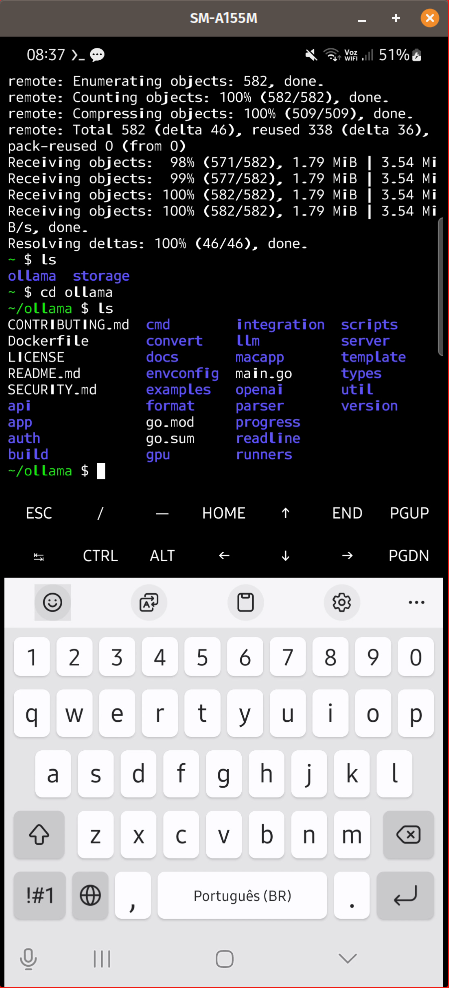 SM-A155M
08:37 >_ 51%
Voz
WiFi
remote: Enumerating objects: 582, done.
remote: Counting objects: 100% (582/582), done.
remote: Compressing objects: 100% (509/509), done.
remote: Total 582 (delta 46), reused 338 (delta 36),
pack-reused 0 (from 0)
Receiving objects:  98% (571/582), 1.79 MiB | 3.54 Mi
Receiving objects:  99% (577/582), 1.79 MiB | 3.54 Mi
Receiving objects: 100% (582/582), 1.79 MiB | 3.54 Mi
Receiving objects: 100% (582/582), 1.79 MiB | 3.54 Mi
B/s, done.
Resolving deltas: 100% (46/46), done.
~ $ ls
ollama  storage
~ $ cd ollama
~/ollama $ ls
CONTRIBUTING.md  cmd  integration  scripts
Dockerfile  convert  llm  server
LICENSE  docs  macapp  template
README.md  envconfig  main.go  types
SECURITY.md  examples  openai  util
api  format  parser  version
app  go.mod  progress
auth  go.sum  readline
build  gpu  runners
~/ollama $
ESC / — HOME ↑ END PGUP
↹ CTRL ALT ← ↓ → PGDN
1 2 3 4 5 6 7 8 9 0
q w e r t y u i o p
a s d f g h j k l
z x c v b n m
!#1 , Português (BR) .